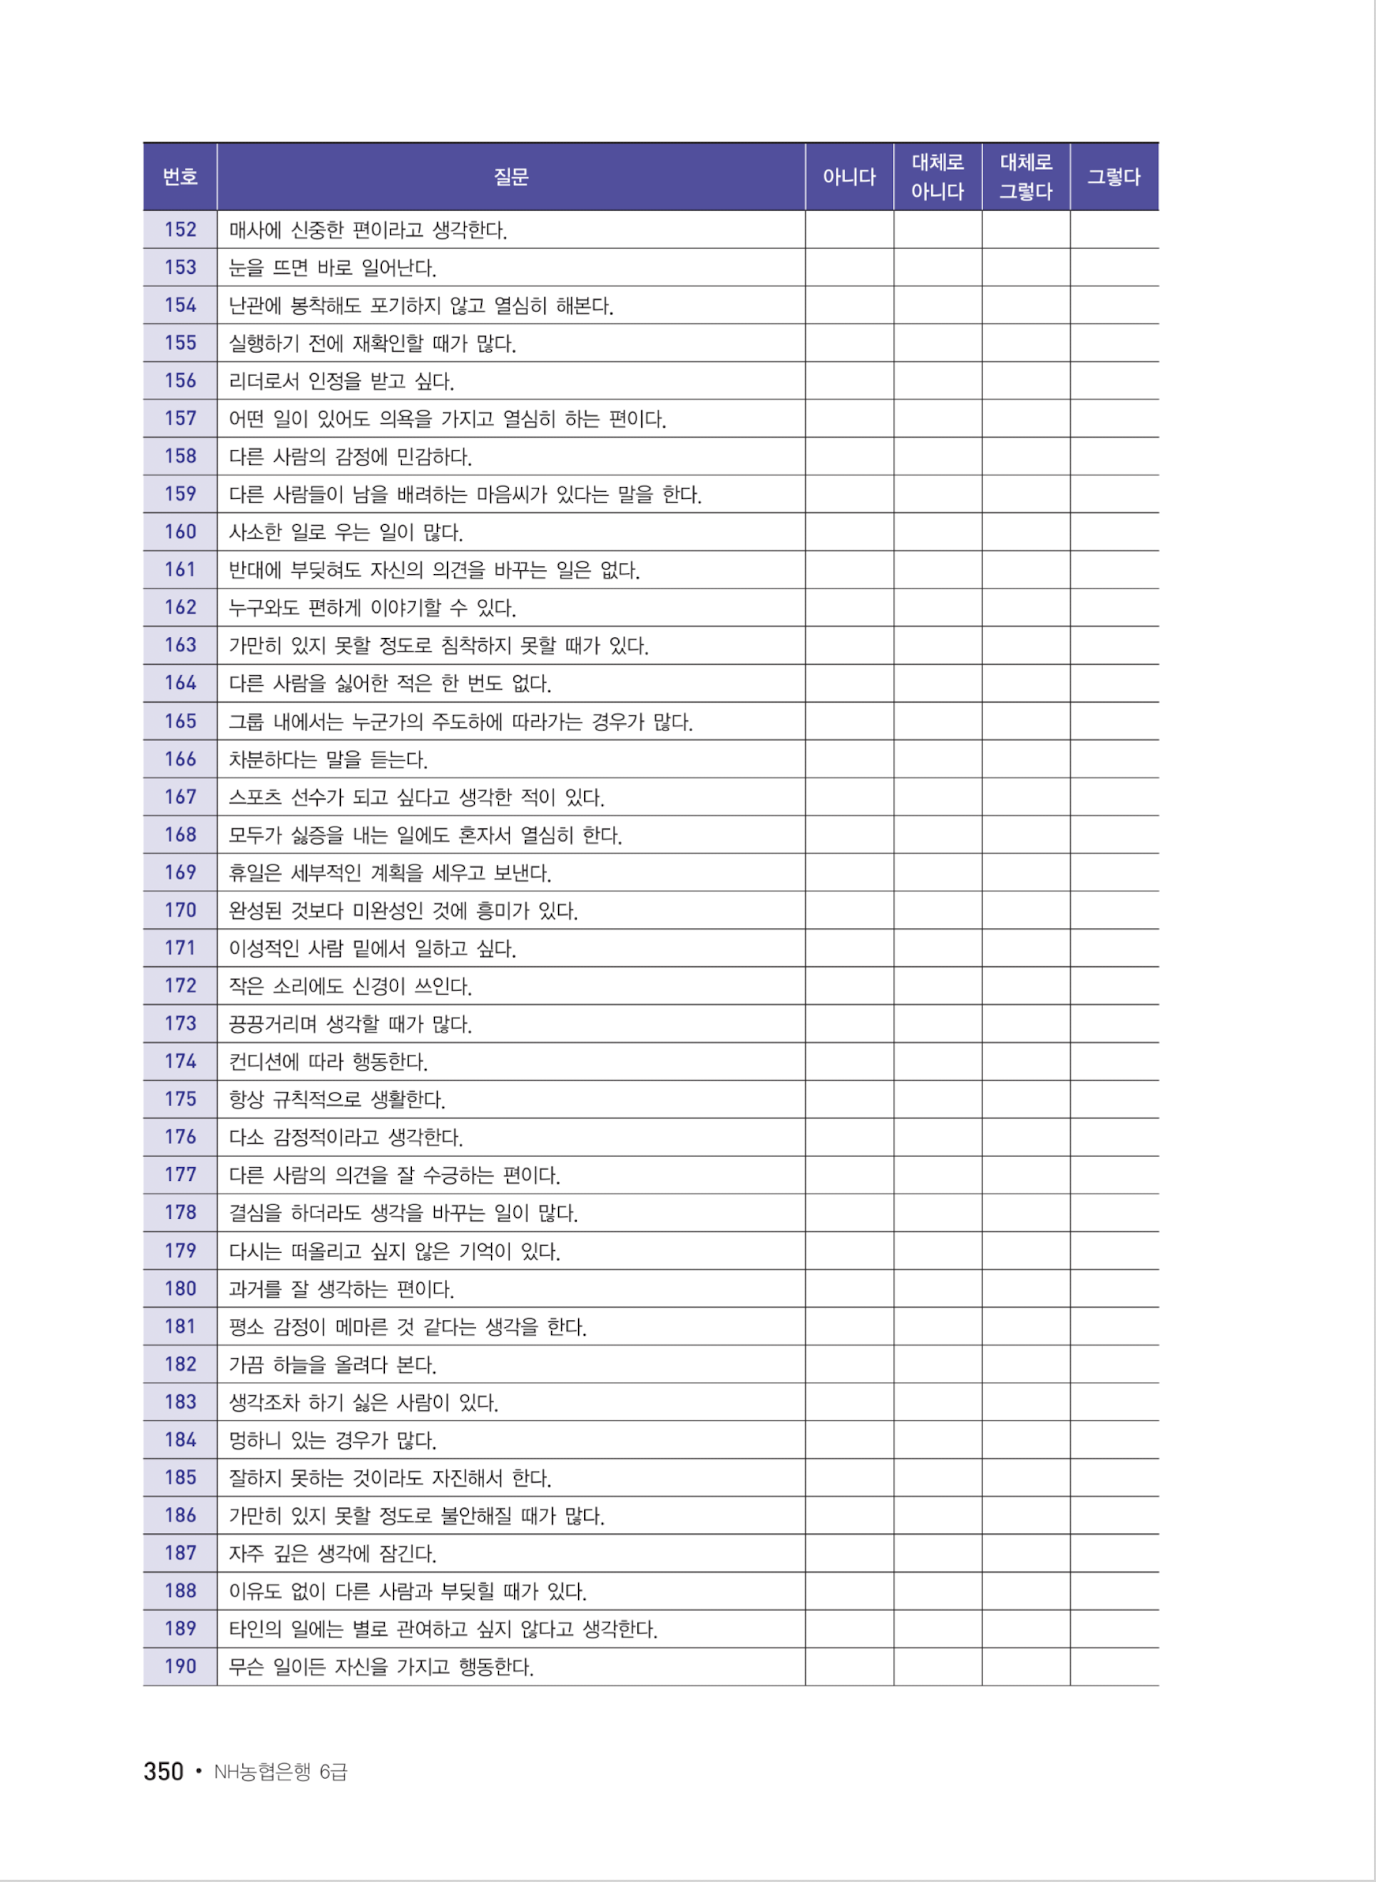 번호 질문 아니다 대체로 아니다 대체로 그렇다 그렇다
152 매사에 신중한 편이라고 생각한다.
153 눈을 뜨면 바로 일어난다.
154 난관에 봉착해도 포기하지 않고 열심히 해본다.
155 실행하기 전에 재확인할 때가 많다.
156 리더로서 인정을 받고 싶다.
157 어떤 일이 있어도 의욕을 가지고 열심히 하는 편이다.
158 다른 사람의 감정에 민감하다.
159 다른 사람들이 남을 배려하는 마음씨가 있다는 말을 한다.
160 사소한 일로 우는 일이 많다.
161 반대에 부딪혀도 자신의 의견을 바꾸는 일은 없다.
162 누구와도 편하게 이야기할 수 있다.
163 가만히 있지 못할 정도로 침착하지 못할 때가 있다.
164 다른 사람을 싫어한 적은 한 번도 없다.
165 그룹 내에서는 누군가의 주도하에 따라가는 경우가 많다.
166 차분하다는 말을 듣는다.
167 스포츠 선수가 되고 싶다고 생각한 적이 있다.
168 모두가 싫증을 내는 일에도 혼자서 열심히 한다.
169 휴일은 세부적인 계획을 세우고 보낸다.
170 완성된 것보다 미완성인 것에 흥미가 있다.
171 이성적인 사람 밑에서 일하고 싶다.
172 작은 소리에도 신경이 쓰인다.
173 끙끙거리며 생각할 때가 많다.
174 컨디션에 따라 행동한다.
175 항상 규칙적으로 생활한다.
176 다소 감정적이라고 생각한다.
177 다른 사람의 의견을 잘 수긍하는 편이다.
178 결심을 하더라도 생각을 바꾸는 일이 많다.
179 다시는 떠올리고 싶지 않은 기억이 있다.
180 과거를 잘 생각하는 편이다.
181 평소 감정이 메마른 것 같다는 생각을 한다.
182 가끔 하늘을 올려다 본다.
183 생각조차 하기 싫은 사람이 있다.
184 멍하니 있는 경우가 많다.
185 잘하지 못하는 것이라도 자진해서 한다.
186 가만히 있지 못할 정도로 불안해질 때가 많다.
187 자주 깊은 생각에 잠긴다.
188 이유도 없이 다른 사람과 부딪힐 때가 있다.
189 타인의 일에는 별로 관여하고 싶지 않다고 생각한다.
190 무슨 일이든 자신을 가지고 행동한다.
350 • NH농협은행 6급